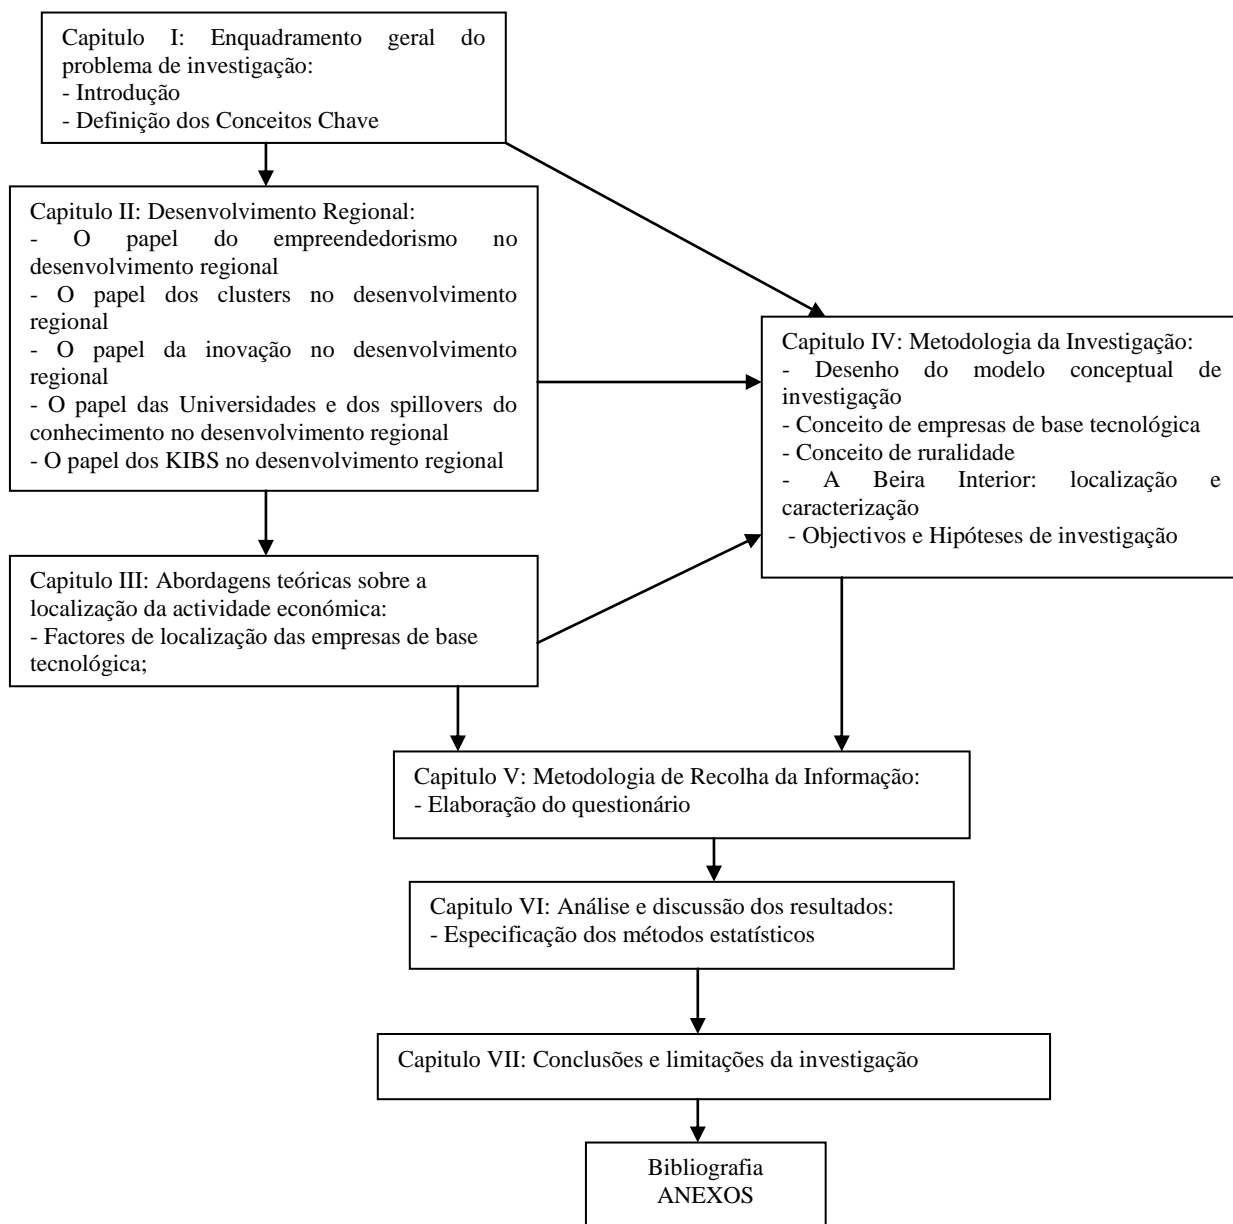 Capitulo I: Enquadramento geral do
problema de investigação:
- Introdução
- Definição dos Conceitos Chave
Capitulo II: Desenvolvimento Regional:
- O papel do empreendedorismo no
desenvolvimento regional
- O papel dos clusters no desenvolvimento
regional
- O papel da inovação no desenvolvimento
regional
- O papel das Universidades e dos spillovers do
conhecimento no desenvolvimento regional
- O papel dos KIBS no desenvolvimento regional
Capitulo III: Abordagens teóricas sobre a
localização da actividade económica:
- Factores de localização das empresas de base
tecnológica;
Capitulo IV: Metodologia da Investigação:
- Desenho do modelo conceptual de
investigação
- Conceito de empresas de base tecnológica
- Conceito de ruralidade
- A Beira Interior: localização e
caracterização
- Objectivos e Hipóteses de investigação
Capitulo V: Metodologia de Recolha da Informação:
- Elaboração do questionário
Capitulo VI: Análise e discussão dos resultados:
- Especificação dos métodos estatísticos
Capitulo VII: Conclusões e limitações da investigação
Bibliografia
ANEXOS